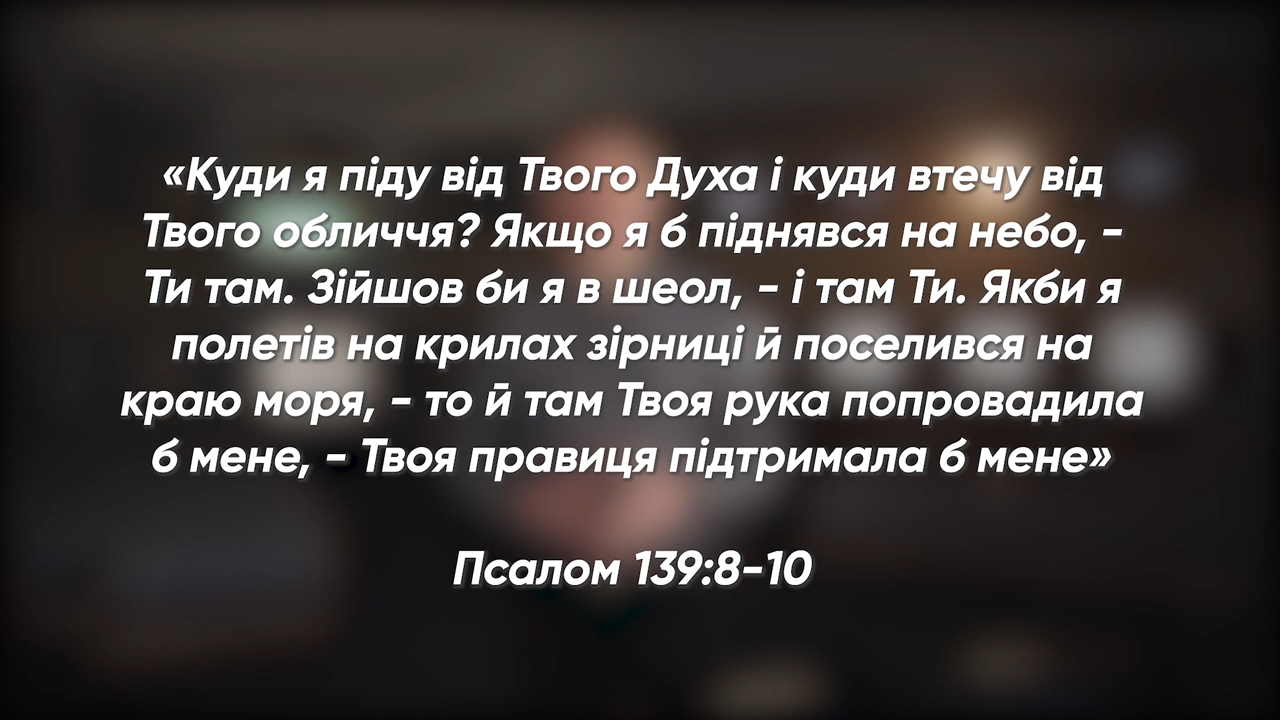 «Куди я піду від Твого Духа і куди втечу від
Твого обличчя? Якщо я б піднявся на небо, -
Ти там. Зійшов би я в шеол, - і там Ти. Якби я
полетів на крилах зірниці й поселився на
краю моря, - то й там Твоя рука попровадила
б мене, - Твоя правиця підтримала б мене»
Псалом 139:8-10